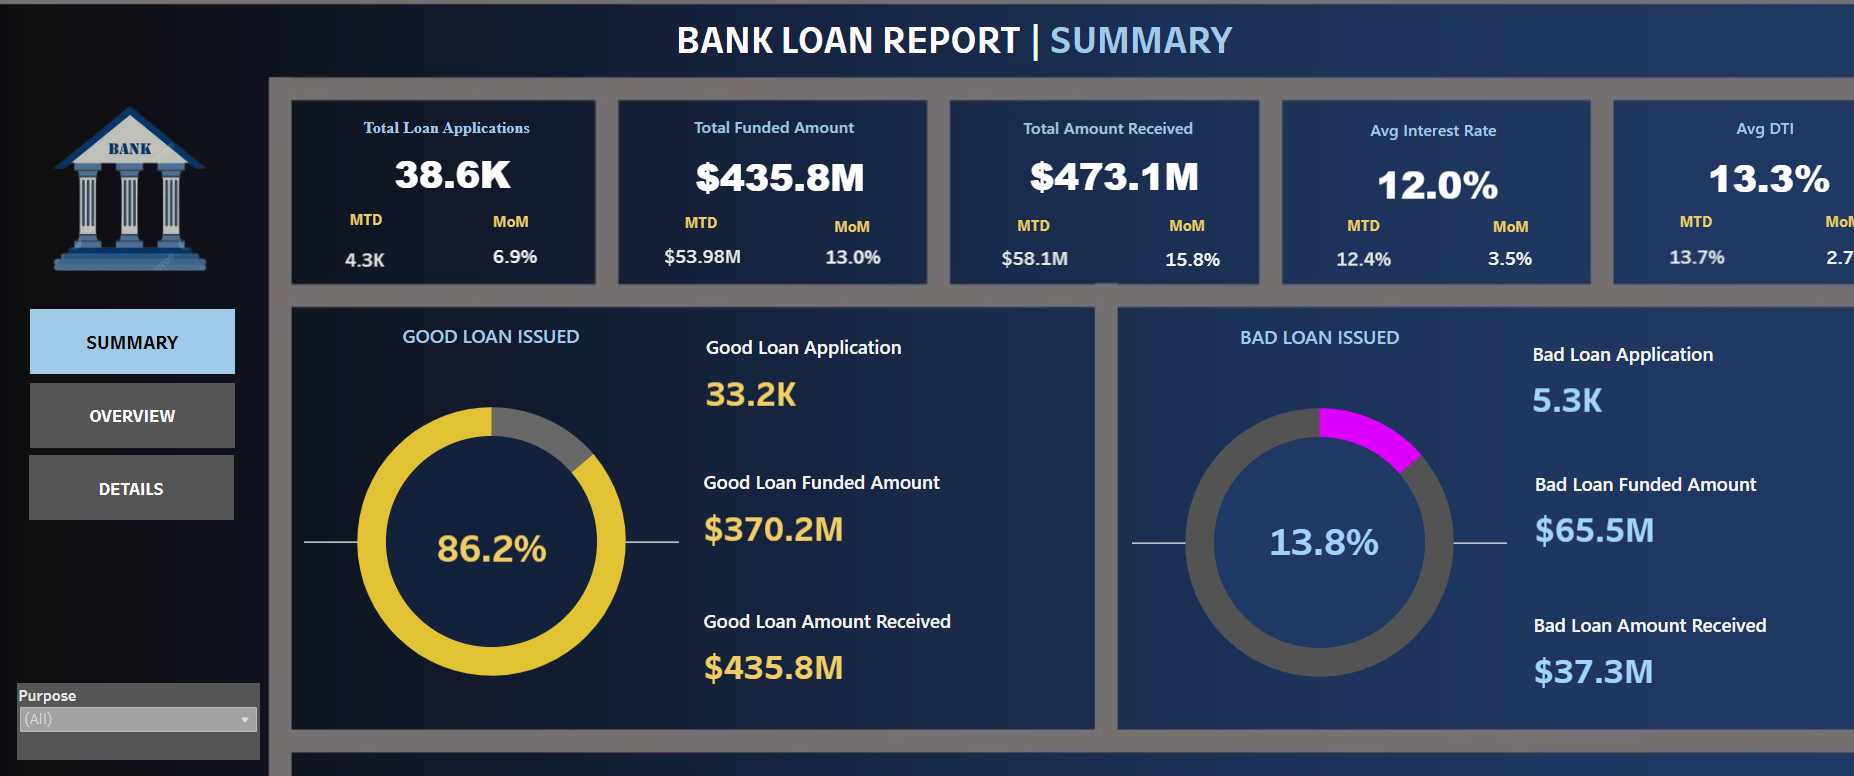 BANK LOAN REPORT | SUMMARY
BANK
SUMMARY
OVERVIEW
DETAILS
Purpose
(All)
Total Loan Applications
38.6K
MTD MoM
4.3K 6.9%
Total Funded Amount
$435.8M
MTD MoM
$53.98M 13.0%
Total Amount Received
$473.1M
MTD MoM
$58.1M 15.8%
Avg Interest Rate
12.0%
MTD MoM
12.4% 3.5%
Avg DTI
13.3%
MTD MoM
13.7% 2.7
GOOD LOAN ISSUED
86.2%
Good Loan Application
33.2K
Good Loan Funded Amount
$370.2M
Good Loan Amount Received
$435.8M
BAD LOAN ISSUED
13.8%
Bad Loan Application
5.3K
Bad Loan Funded Amount
$65.5M
Bad Loan Amount Received
$37.3M